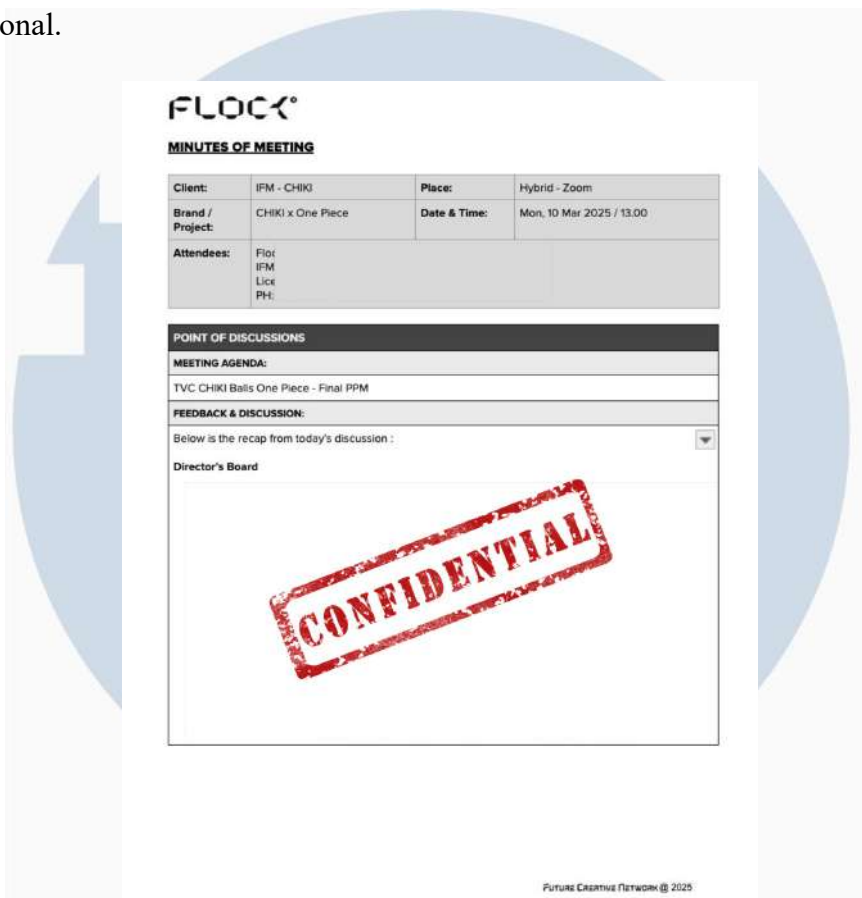 onal.
FLOCK°
MINUTES OF MEETING
Client: IFM - CHIKI Place: Hybrid - Zoom
Brand / Project: CHIKI x One Piece Date & Time: Mon, 10 Mar 2025 / 13.00
Attendees: Floc
IFM
Lice
PH:
POINT OF DISCUSSIONS
MEETING AGENDA:
TVC CHIKI Balls One Piece - Final PPM
FEEDBACK & DISCUSSION:
Below is the recap from today's discussion :
Director's Board
CONFIDENTIAL
Future Creative Network @ 2025